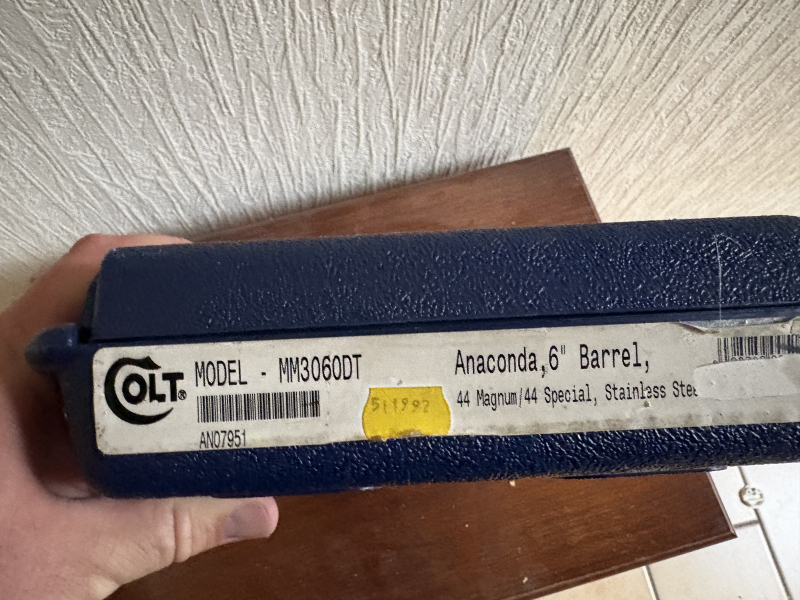 COLT®
MODEL - MM3060DT
AN07951
511992
Anaconda,6" Barrel,
44 Magnum/44 Special, Stainless Stee